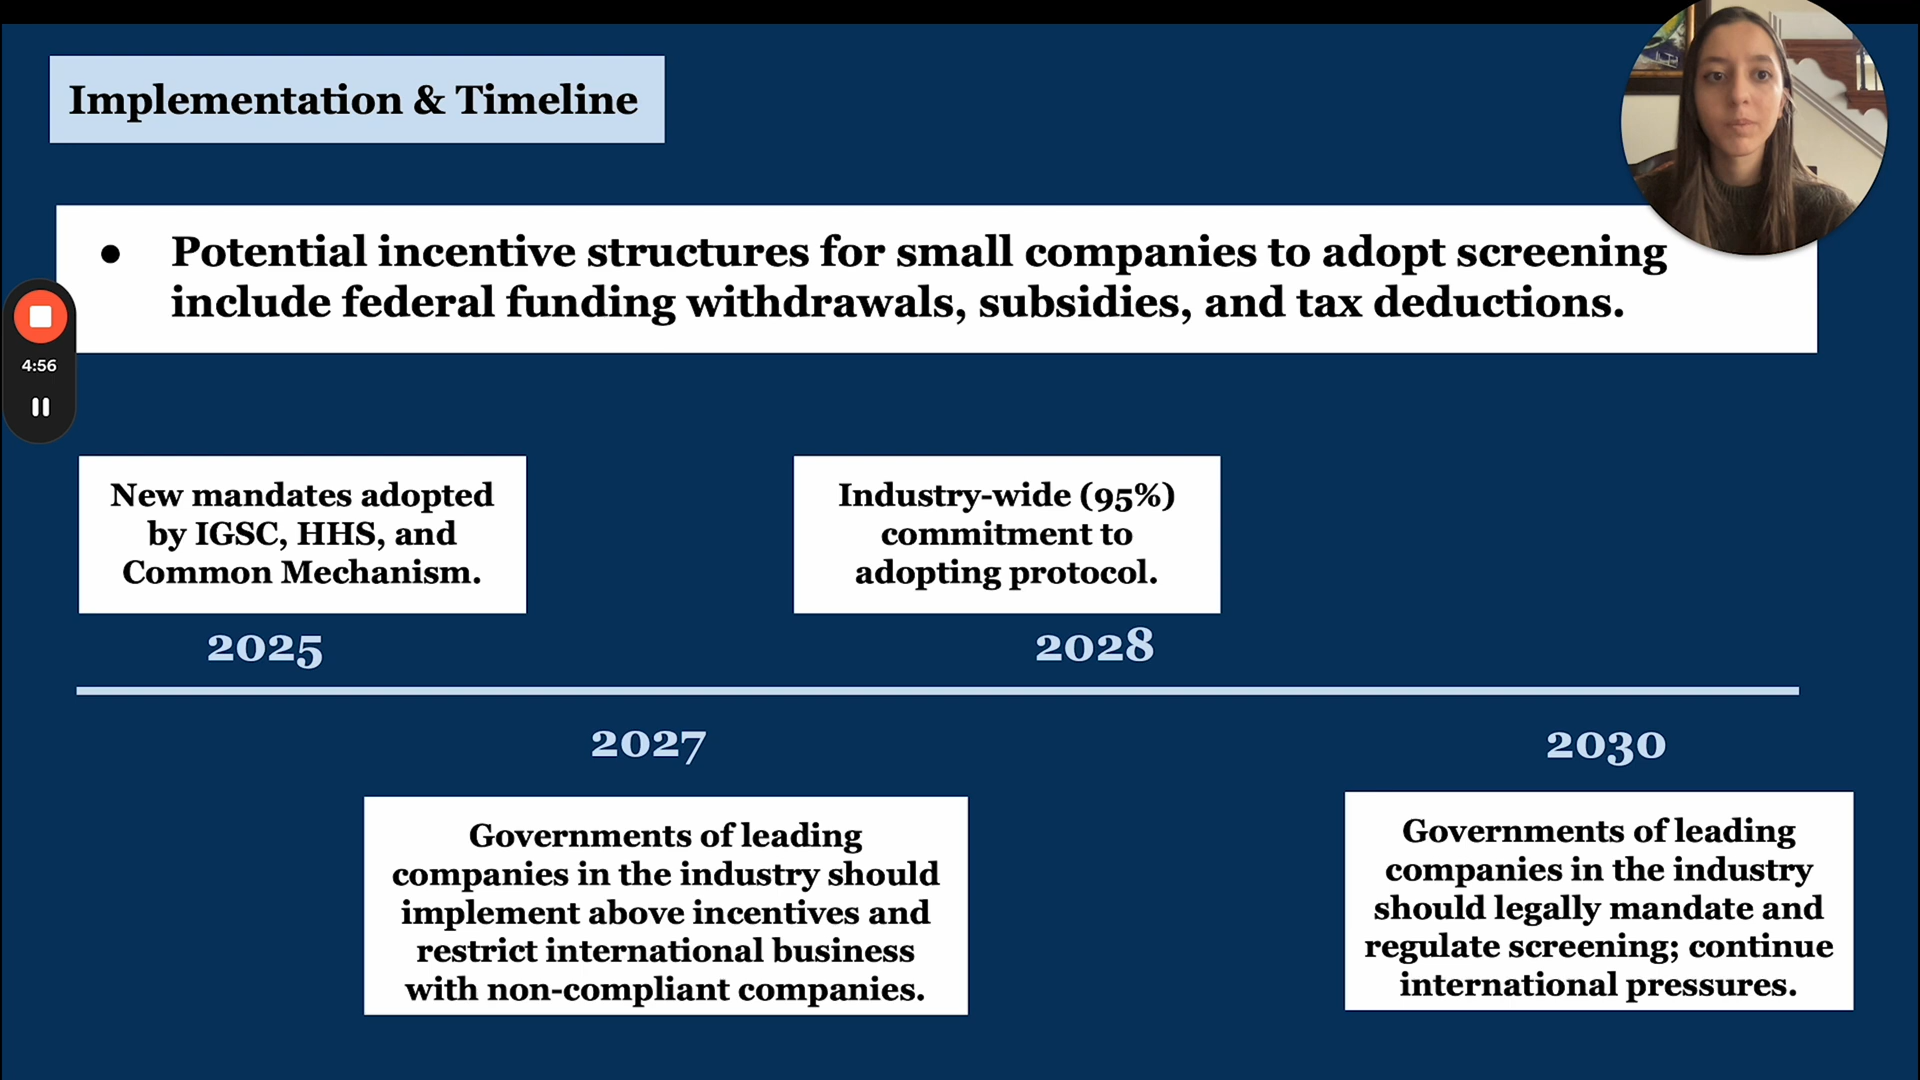 Implementation & Timeline
● Potential incentive structures for small companies to adopt screening
include federal funding withdrawals, subsidies, and tax deductions.
4:56
New mandates adopted
by IGSC, HHS, and
Common Mechanism.
2025
Industry-wide (95%)
commitment to
adopting protocol.
2028
2027
Governments of leading
companies in the industry should
implement above incentives and
restrict international business
with non-compliant companies.
2030
Governments of leading
companies in the industry
should legally mandate and
regulate screening; continue
international pressures.